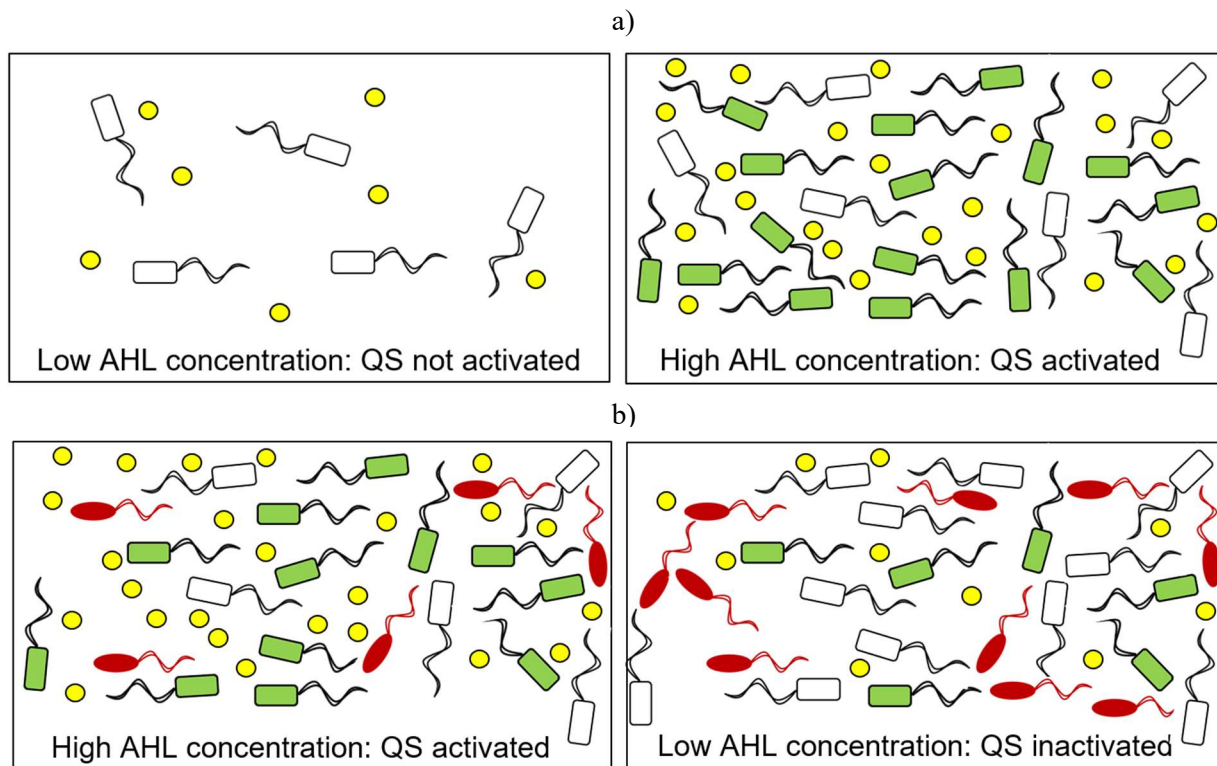 a)
Low AHL concentration: QS not activated
High AHL concentration: QS activated
b)
High AHL concentration: QS activated
Low AHL concentration: QS inactivated